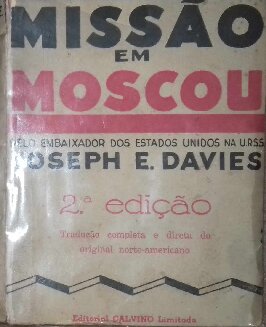 MISSÃO
EM
MOSCOU
PELO EMBAIXADOR DOS ESTADOS UNIDOS NA U.R.S.S.
JOSEPH E. DAVIES
2.ª edição
Tradução completa e direta do
original norte-americano
Editorial CALVINO Limitada